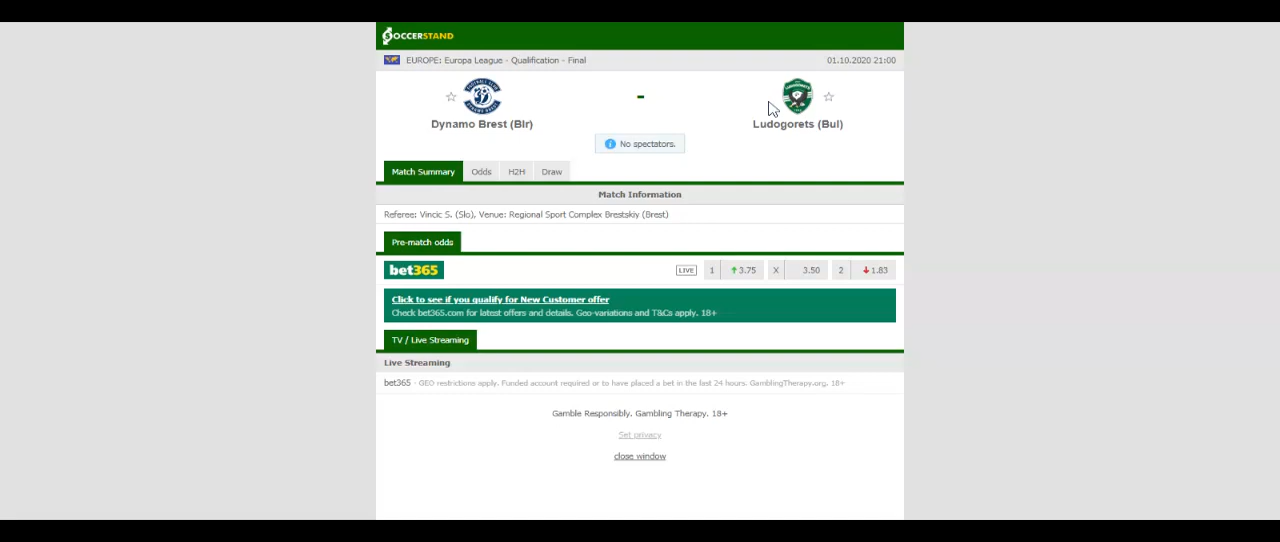 SOCCERSTAND
EUROPE: Europa League - Qualification - Final 01.10.2020 21:00
-
Dynamo Brest (Blr) Ludogorets (Bul)
No spectators.
Match Summary Odds H2H Draw
Match Information
Referee: Vincic S. (Slo), Venue: Regional Sport Complex Brestskiy (Brest)
Pre-match odds
bet365 LIVE 1 3.75 X 3.50 2 1.83
Click to see if you qualify for New Customer offer
Check bet365.com for latest offers and details. Geo-variations and T&Cs apply. 18+
TV / Live Streaming
Live Streaming
bet365 - GEO restrictions apply. Funded account required or to have placed a bet in the last 24 hours. GamblingTherapy.org. 18+
Gamble Responsibly. Gambling Therapy. 18+
Set privacy
close window